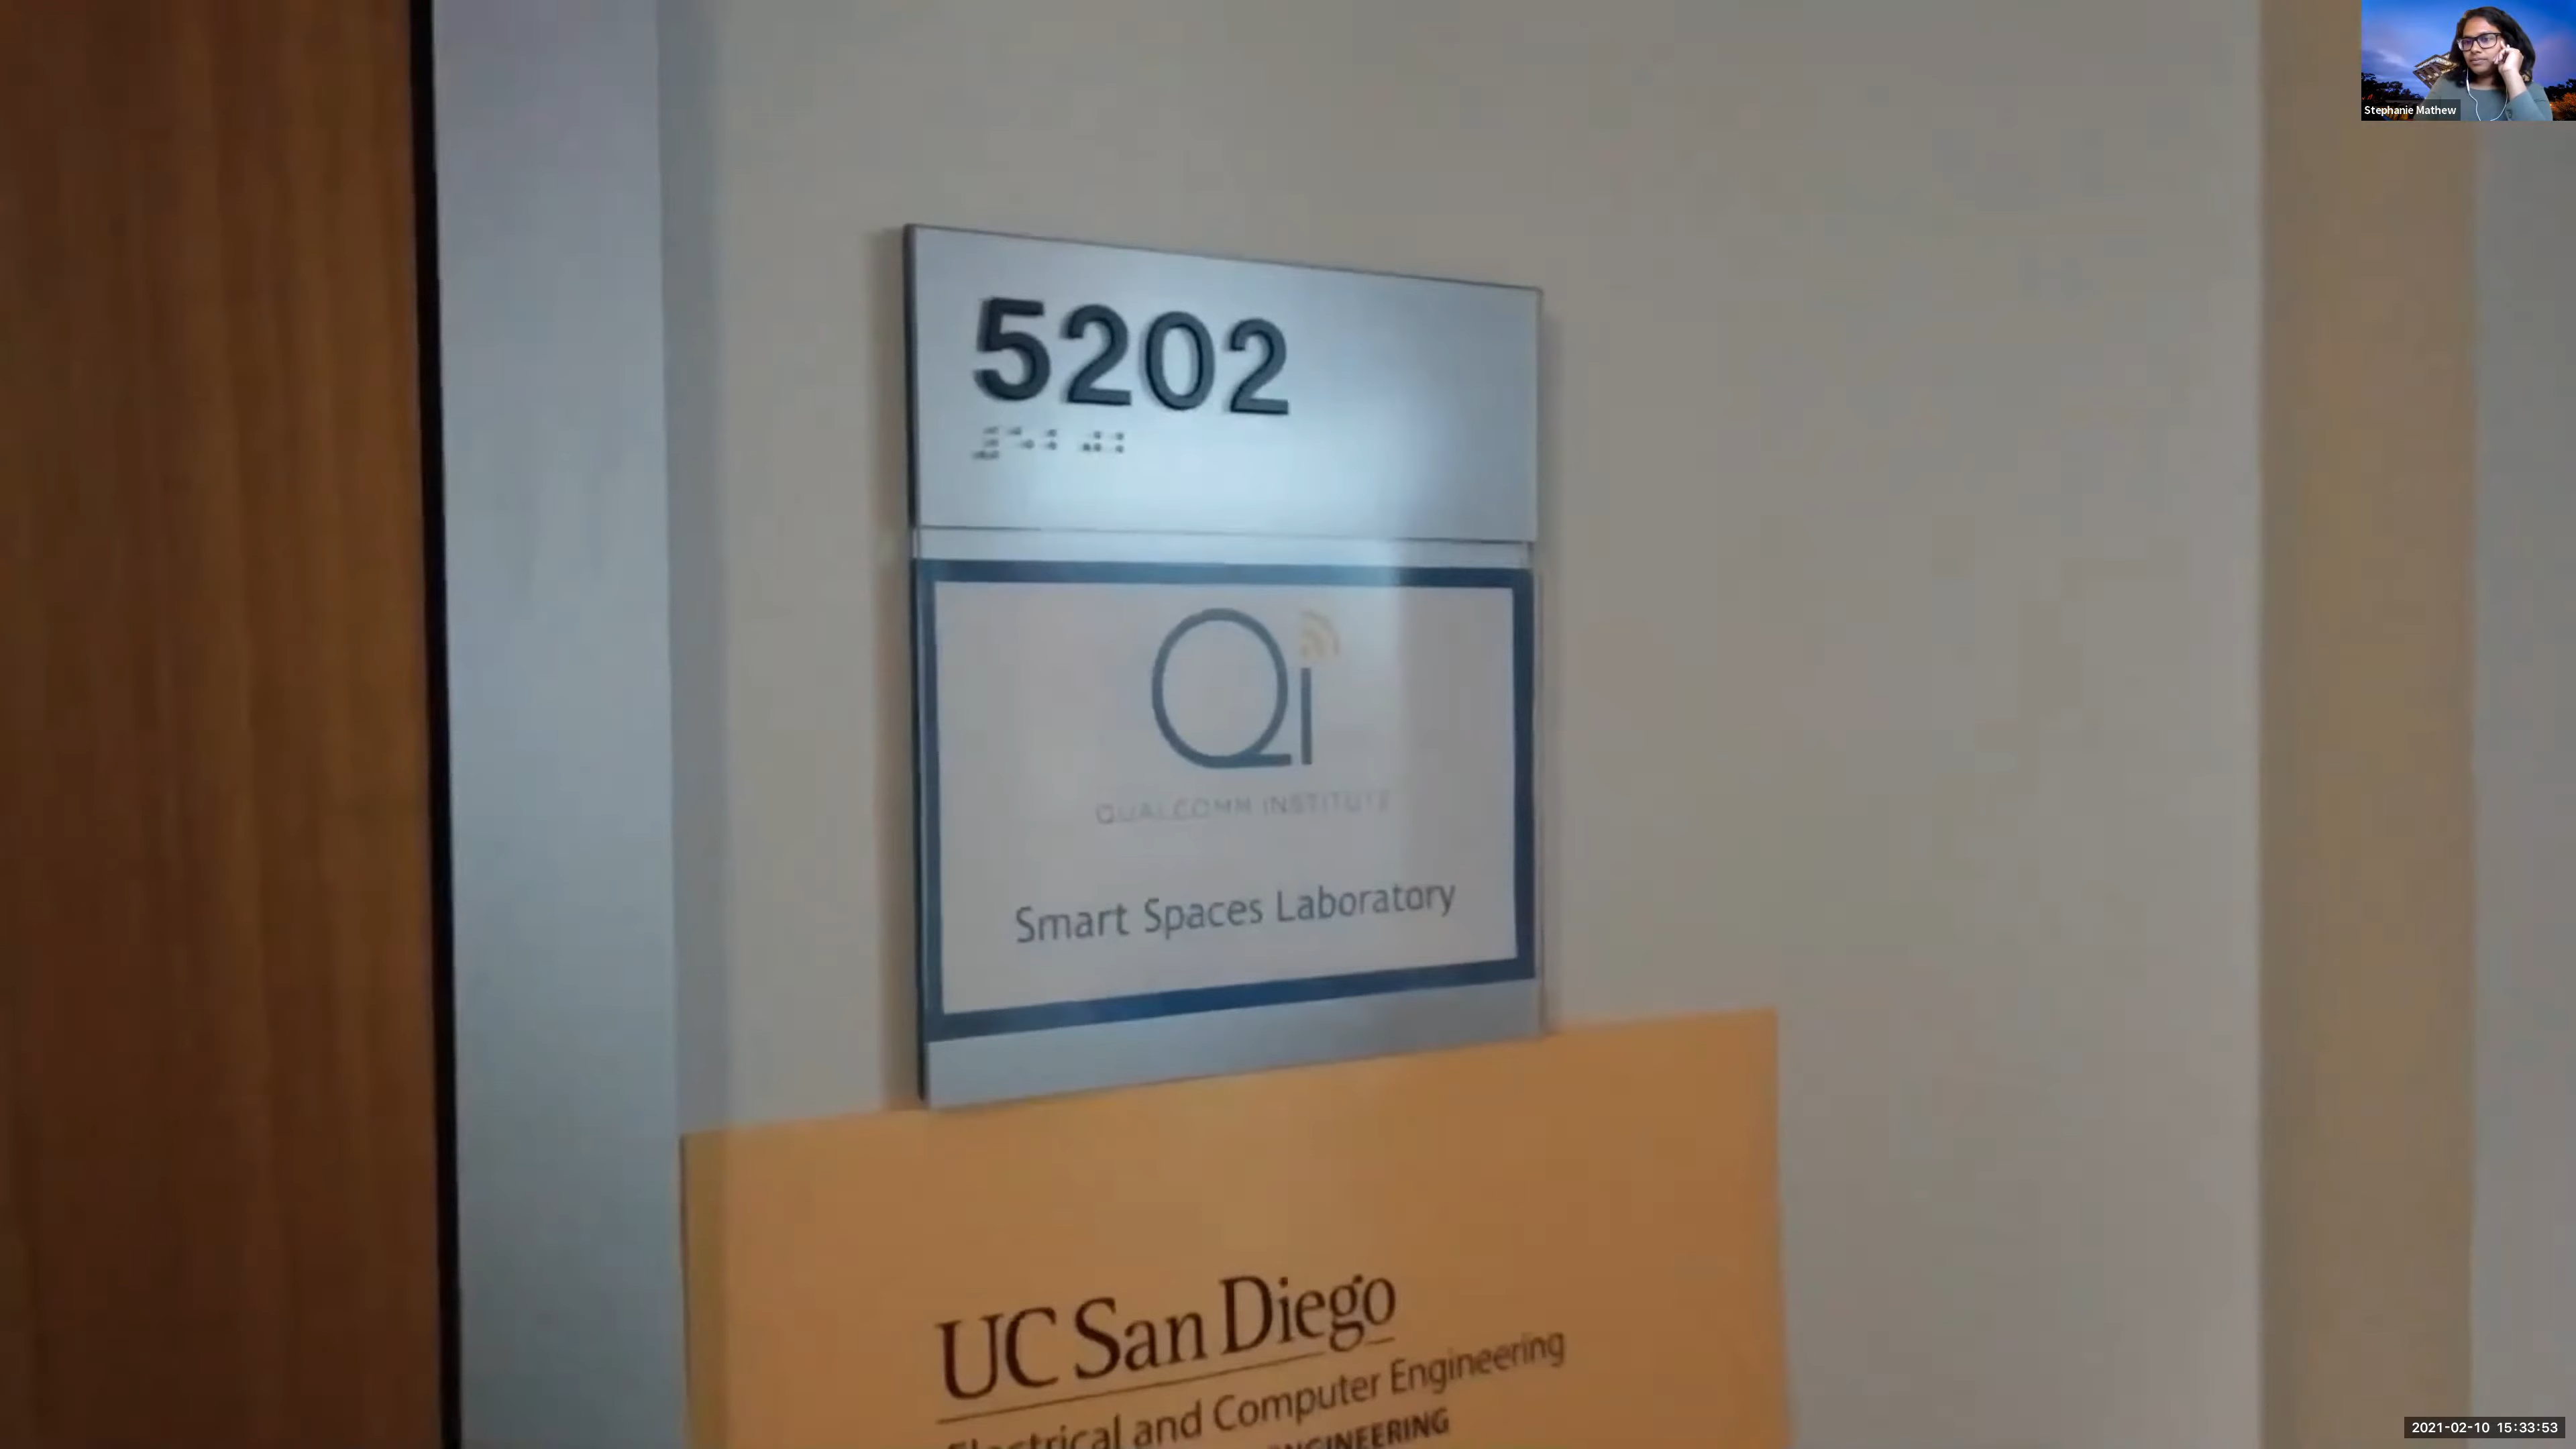 Stephanie Mathew
5202
Qi
QUALCOMM INSTITUTE
Smart Spaces Laboratory
UC San Diego
Electrical and Computer Engineering
2021-02-10 15:33:53